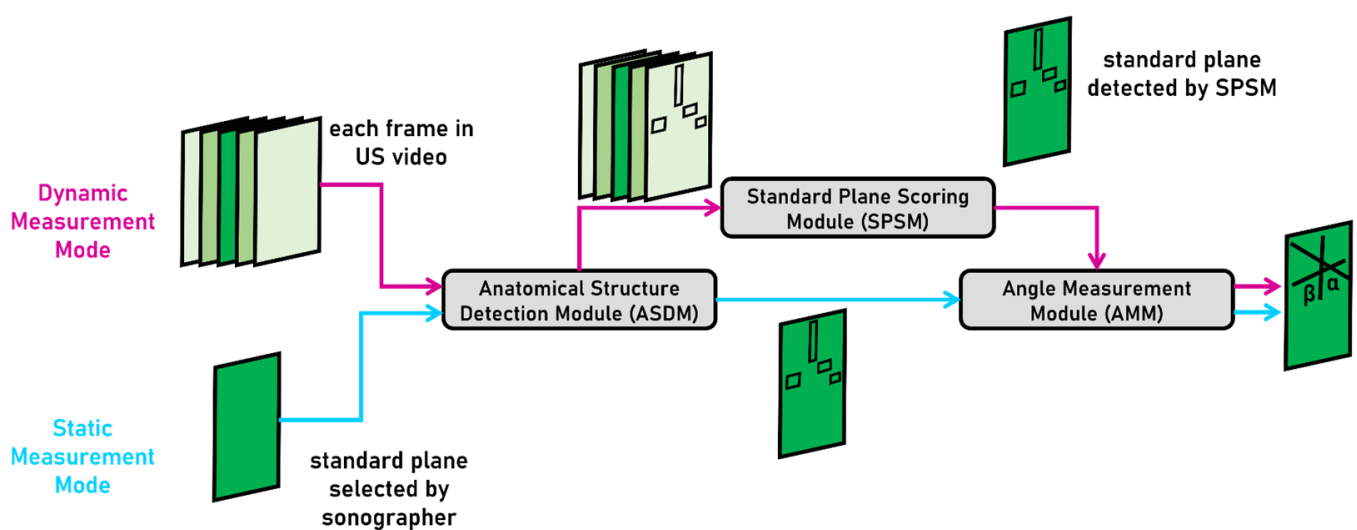 standard plane
detected by SPSM
each frame in
US video
Dynamic
Measurement
Mode
Standard Plane Scoring
Module (SPSM)
Anatomical Structure
Detection Module (ASDM)
Angle Measurement
Module (AMM)
β α
Static
Measurement
Mode
standard plane
selected by
sonographer